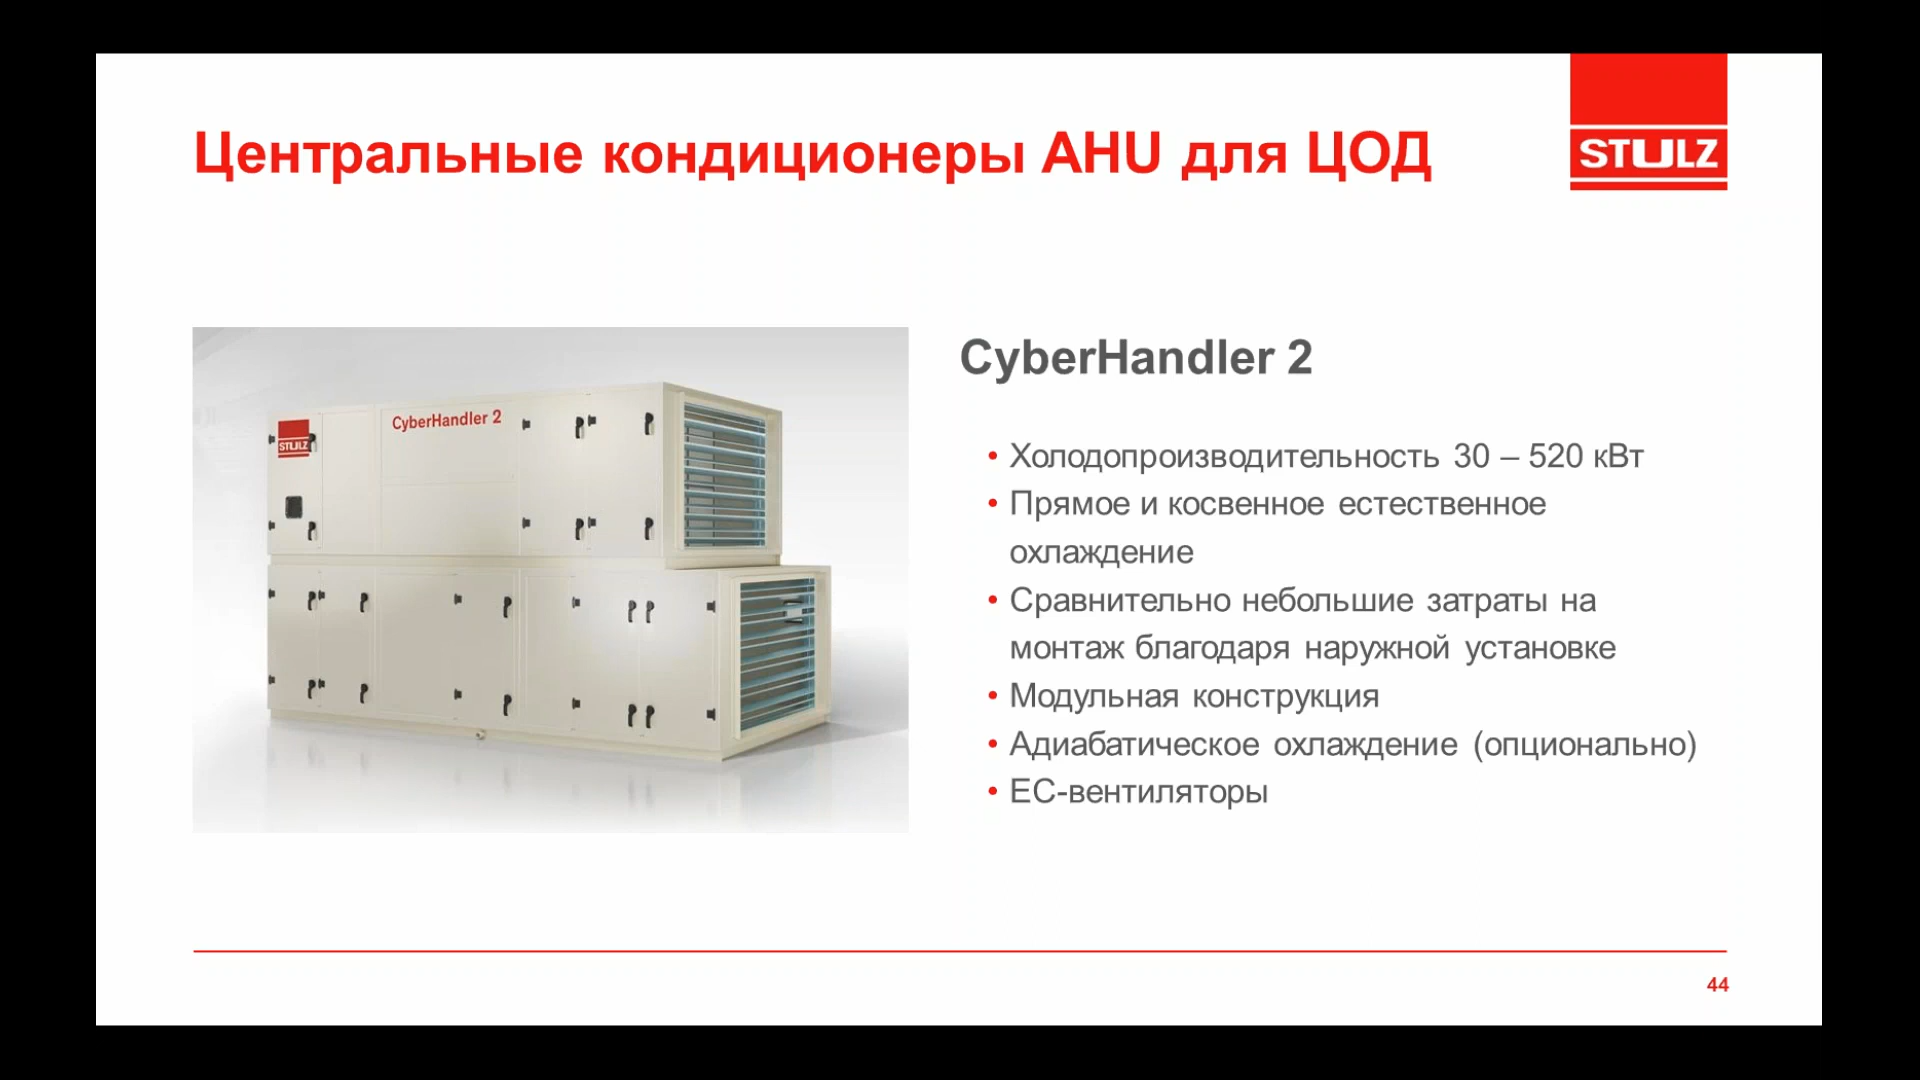 Центральные кондиционеры AHU для ЦОД
STULZ
STULZ
CyberHandler 2
CyberHandler 2
• Холодопроизводительность 30 – 520 кВт
• Прямое и косвенное естественное
охлаждение
• Сравнительно небольшие затраты на
монтаж благодаря наружной установке
• Модульная конструкция
• Адиабатическое охлаждение (опционально)
• ЕС-вентиляторы
44